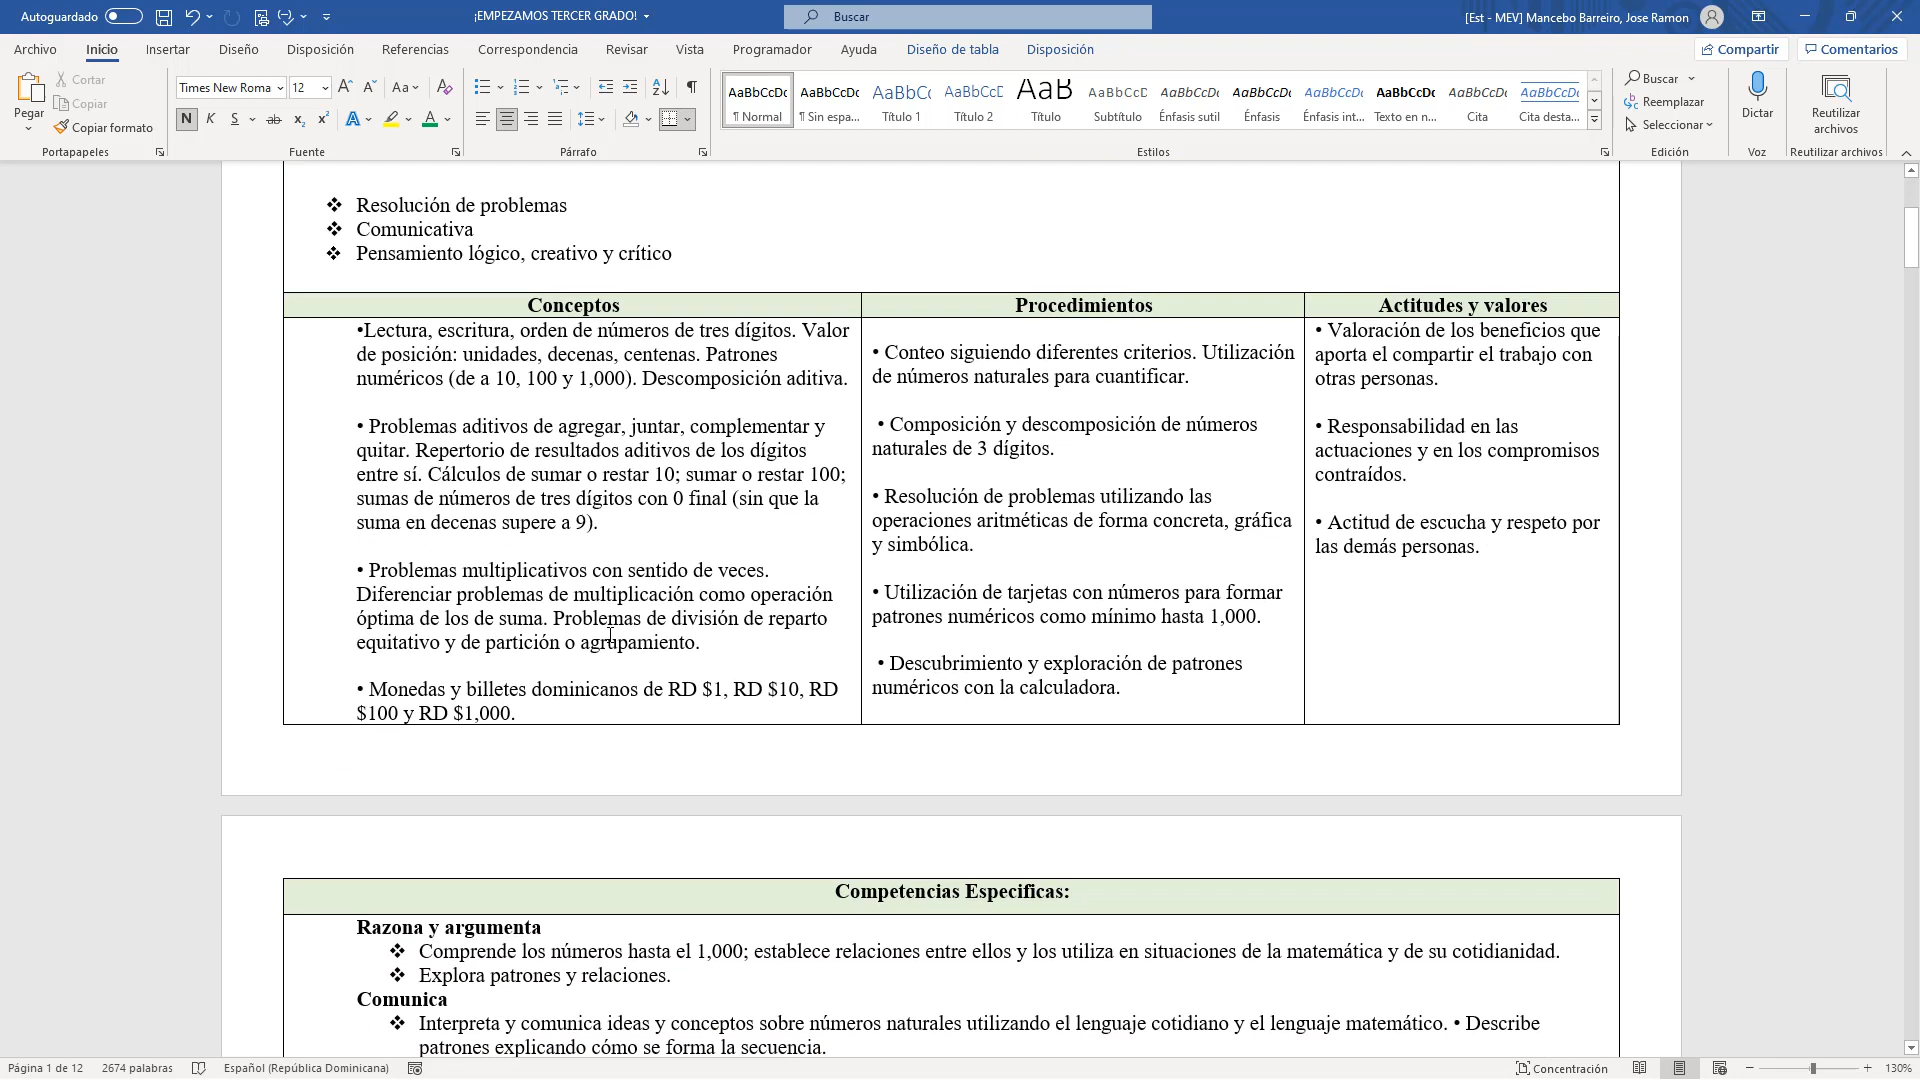 Autoguardado
¡EMPEZAMOS TERCER GRADO!
Buscar
[Est - MEV] Mancebo Barreiro, Jose Ramon
Archivo Inicio Insertar Diseño Disposición Referencias Correspondencia Revisar Vista Programador Ayuda Diseño de tabla Disposición
Compartir Comentarios
Pegar
Cortar
Copiar
Copiar formato
Portapapeles
Times New Roma 12
Aa
N K S ab x₂ x² A A
Fuente
Párrafo
AaBbCcDc AaBbCcDc AaBbC( AaBbCcD AaB AaBbCcD AaBbCcDc AaBbCcDc AaBbCcDc AaBbCcDc AaBbCcDc AaBbCcDc
¶ Normal ¶ Sin espa... Título 1 Título 2 Título Subtítulo Énfasis sutil Énfasis Énfasis int... Texto en n... Cita Cita desta...
Estilos
Buscar
Reemplazar
Seleccionar
Edición
Dictar
Voz
Reutilizar
archivos
Reutilizar archivos
❖ Resolución de problemas
❖ Comunicativa
❖ Pensamiento lógico, creativo y crítico
Conceptos
•Lectura, escritura, orden de números de tres dígitos. Valor
de posición: unidades, decenas, centenas. Patrones
numéricos (de a 10, 100 y 1,000). Descomposición aditiva.
• Problemas aditivos de agregar, juntar, complementar y
quitar. Repertorio de resultados aditivos de los dígitos
entre sí. Cálculos de sumar o restar 10; sumar o restar 100;
sumas de números de tres dígitos con 0 final (sin que la
suma en decenas supere a 9).
• Problemas multiplicativos con sentido de veces.
Diferenciar problemas de multiplicación como operación
óptima de los de suma. Problemas de división de reparto
equitativo y de partición o agrupamiento.
• Monedas y billetes dominicanos de RD $1, RD $10, RD
$100 y RD $1,000.
Procedimientos
• Conteo siguiendo diferentes criterios. Utilización
de números naturales para cuantificar.
• Composición y descomposición de números
naturales de 3 dígitos.
• Resolución de problemas utilizando las
operaciones aritméticas de forma concreta, gráfica
y simbólica.
• Utilización de tarjetas con números para formar
patrones numéricos como mínimo hasta 1,000.
• Descubrimiento y exploración de patrones
numéricos con la calculadora.
Actitudes y valores
• Valoración de los beneficios que
aporta el compartir el trabajo con
otras personas.
• Responsabilidad en las
actuaciones y en los compromisos
contraídos.
• Actitud de escucha y respeto por
las demás personas.
Competencias Especificas:
Razona y argumenta
❖ Comprende los números hasta el 1,000; establece relaciones entre ellos y los utiliza en situaciones de la matemática y de su cotidianidad.
❖ Explora patrones y relaciones.
Comunica
❖ Interpreta y comunica ideas y conceptos sobre números naturales utilizando el lenguaje cotidiano y el lenguaje matemático. • Describe
patrones explicando cómo se forma la secuencia.
Página 1 de 12 2674 palabras Español (República Dominicana) Concentración 130%